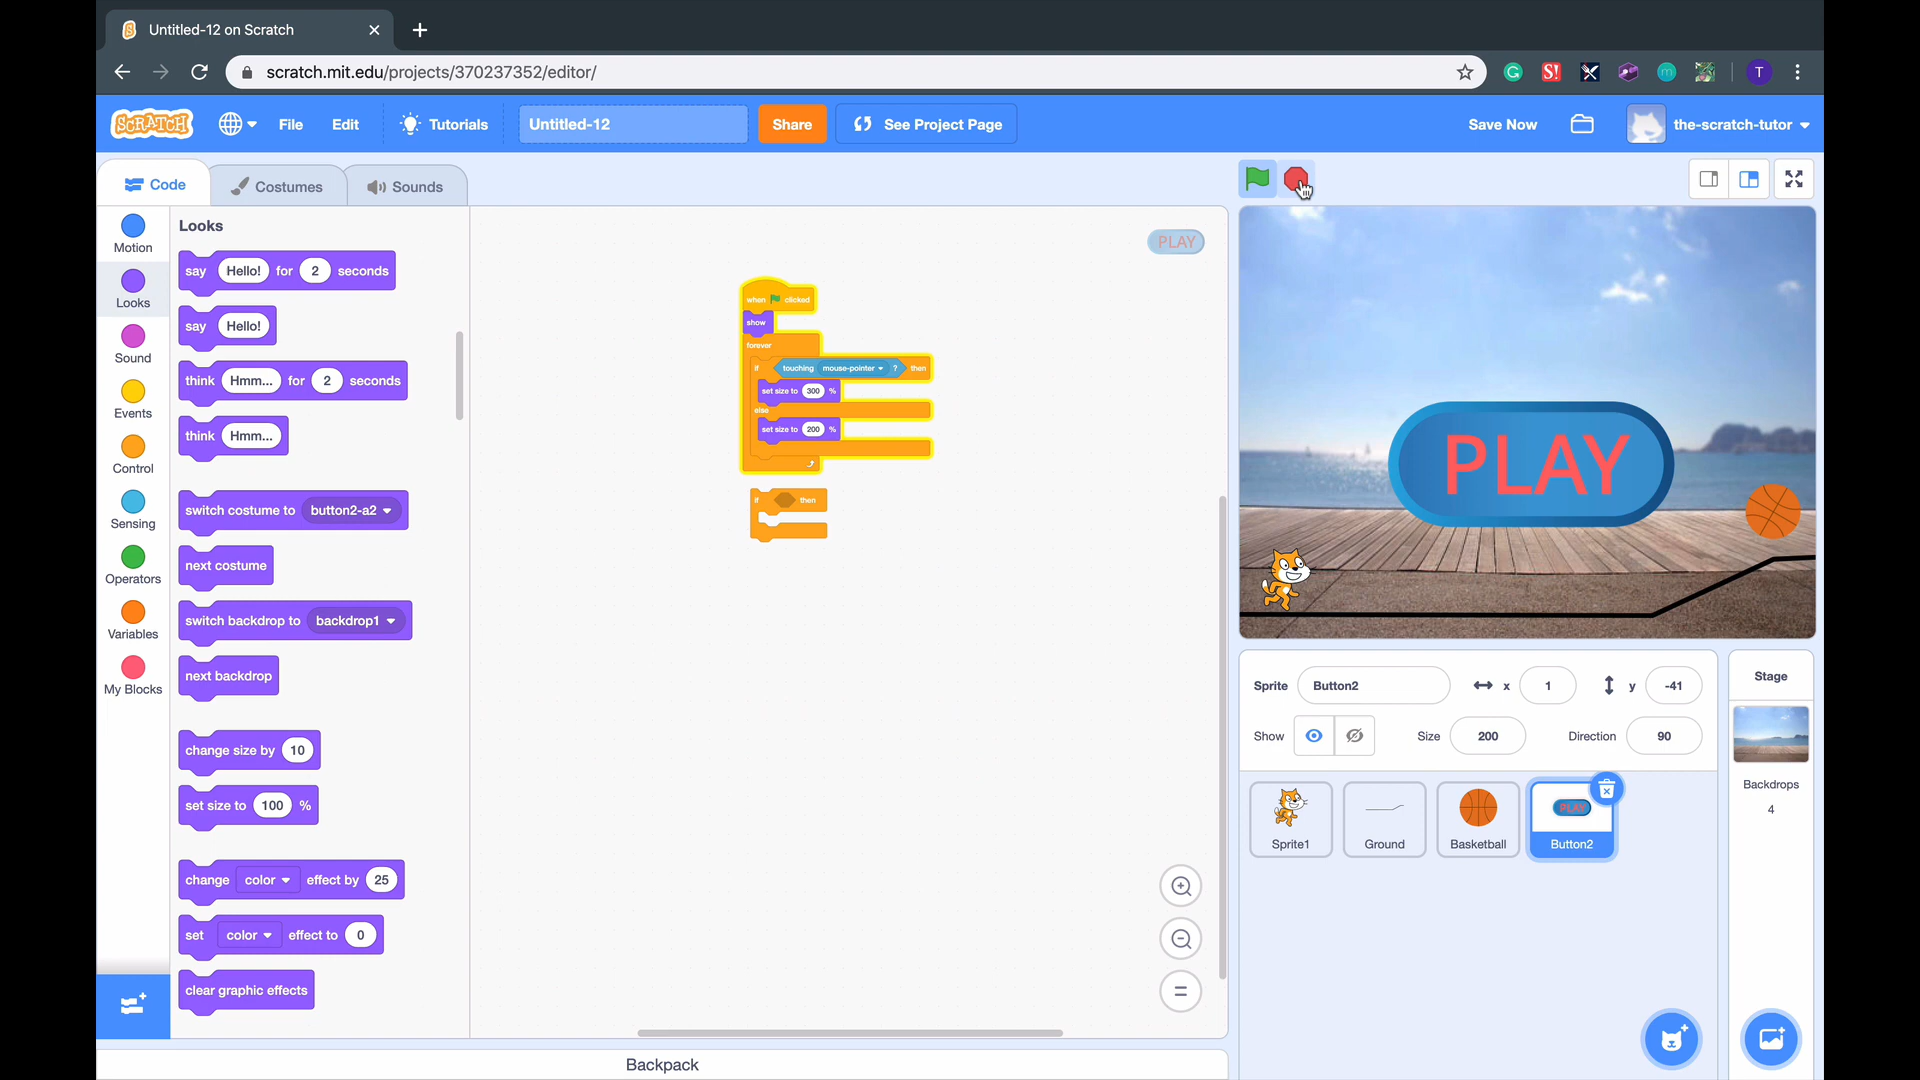 Untitled-12 on Scratch
scratch.mit.edu/projects/370237352/editor/
T
SCRATCH
File
Edit
Tutorials
Untitled-12
Share
See Project Page
Save Now
the-scratch-tutor
Code
Costumes
Sounds
Motion
Looks
Sound
Events
Control
Sensing
Operators
Variables
My Blocks
Looks
say Hello! for 2 seconds
say Hello!
think Hmm... for 2 seconds
think Hmm...
switch costume to button2-a2
next costume
switch backdrop to backdrop1
next backdrop
change size by 10
set size to 100 %
change color effect by 25
set color effect to 0
clear graphic effects
PLAY
when clicked
show
forever
if touching mouse-pointer ? then
set size to 300 %
else
set size to 200 %
if then
Backpack
PLAY
Sprite Button2 x 1 y -41
Show Size 200 Direction 90
Sprite1
Ground
Basketball
PLAY
Button2
Stage
Backdrops
4